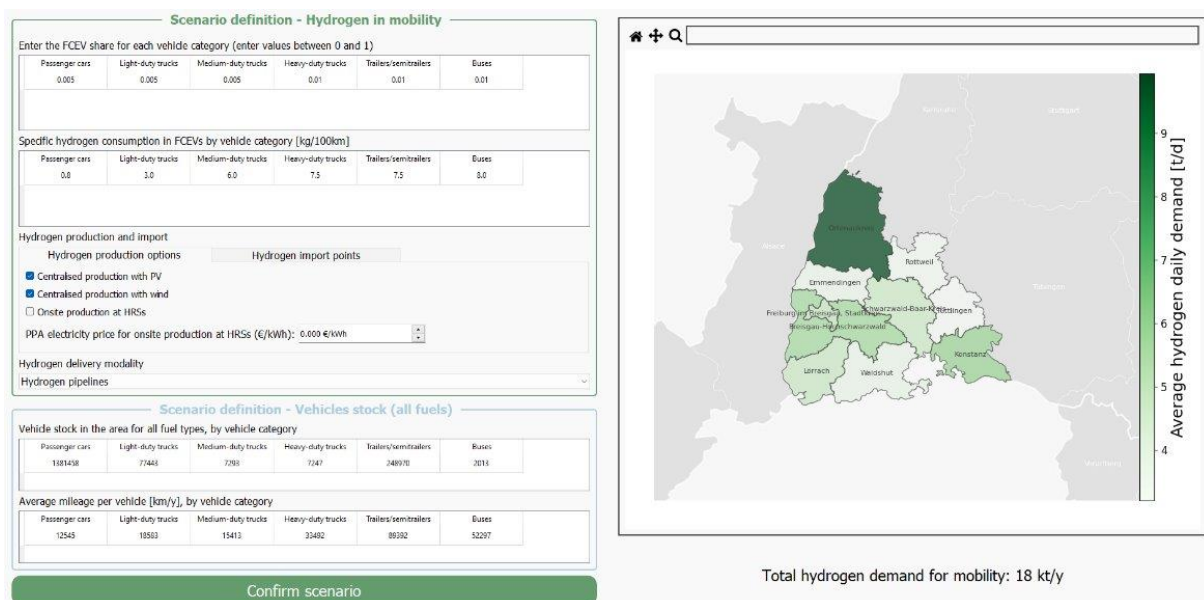 Scenario definition - Hydrogen in mobility
Enter the FCEV share for each vehicle category (enter values between 0 and 1)
Passenger cars Light-duty trucks Medium-duty trucks Heavy-duty trucks Trailers/semitrailers Buses
0.005 0.005 0.005 0.01 0.01 0.01
Specific hydrogen consumption in FCEVs by vehicle category [kg/100km]
Passenger cars Light-duty trucks Medium-duty trucks Heavy-duty trucks Trailers/semitrailers Buses
0.8 3.0 6.0 7.5 7.5 8.0
Hydrogen production and import
Hydrogen production options Hydrogen import points
Centralised production with PV
Centralised production with wind
Onsite production at HRSs
PPA electricity price for onsite production at HRSs (€/kWh): 0.000 €/kWh
Hydrogen delivery modality
Hydrogen pipelines
Scenario definition - Vehicles stock (all fuels)
Vehicle stock in the area for all fuel types, by vehicle category
Passenger cars Light-duty trucks Medium-duty trucks Heavy-duty trucks Trailers/semitrailers Buses
1381458 77443 7293 7247 248970 2013
Average mileage per vehicle [km/y], by vehicle category
Passenger cars Light-duty trucks Medium-duty trucks Heavy-duty trucks Trailers/semitrailers Buses
12545 18583 15413 33492 89392 52297
Confirm scenario
Karlsruhe
Stuttgart
Ortenaukreis
Alsace
Rottweil
Tübingen
Emmendingen
Schwarzwald-Baar-Kreis
Tuttlingen
Freiburg im Breisgau, Stadtkreis
Breisgau-Hochschwarzwald
Konstanz
Lörrach
Waldshut
9
8
7
6
5
4
Average hydrogen daily demand [t/d]
Total hydrogen demand for mobility: 18 kt/y